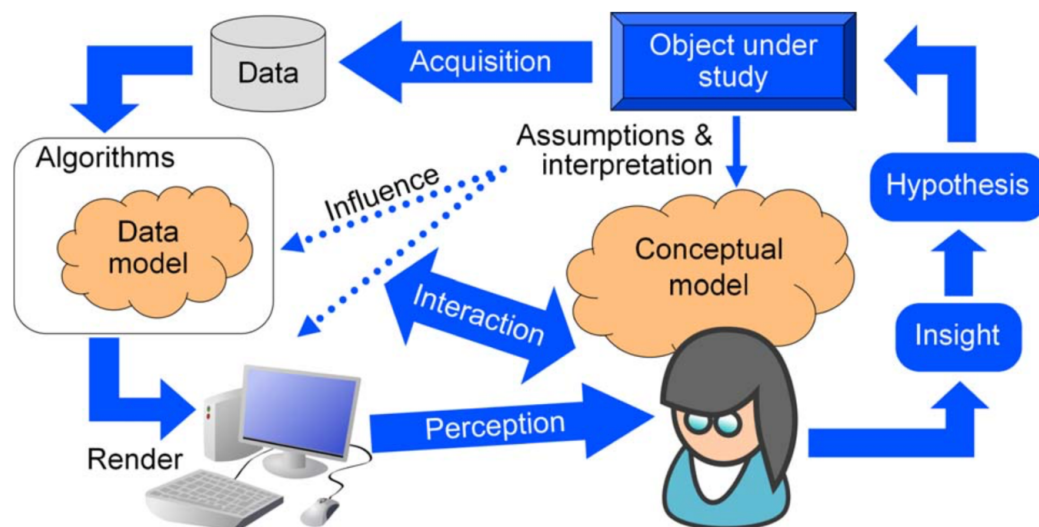 Data
Acquisition
Object under
study
Algorithms
Assumptions &
interpretation
Influence
Hypothesis
Data
model
Conceptual
model
Interaction
Insight
Perception
Render